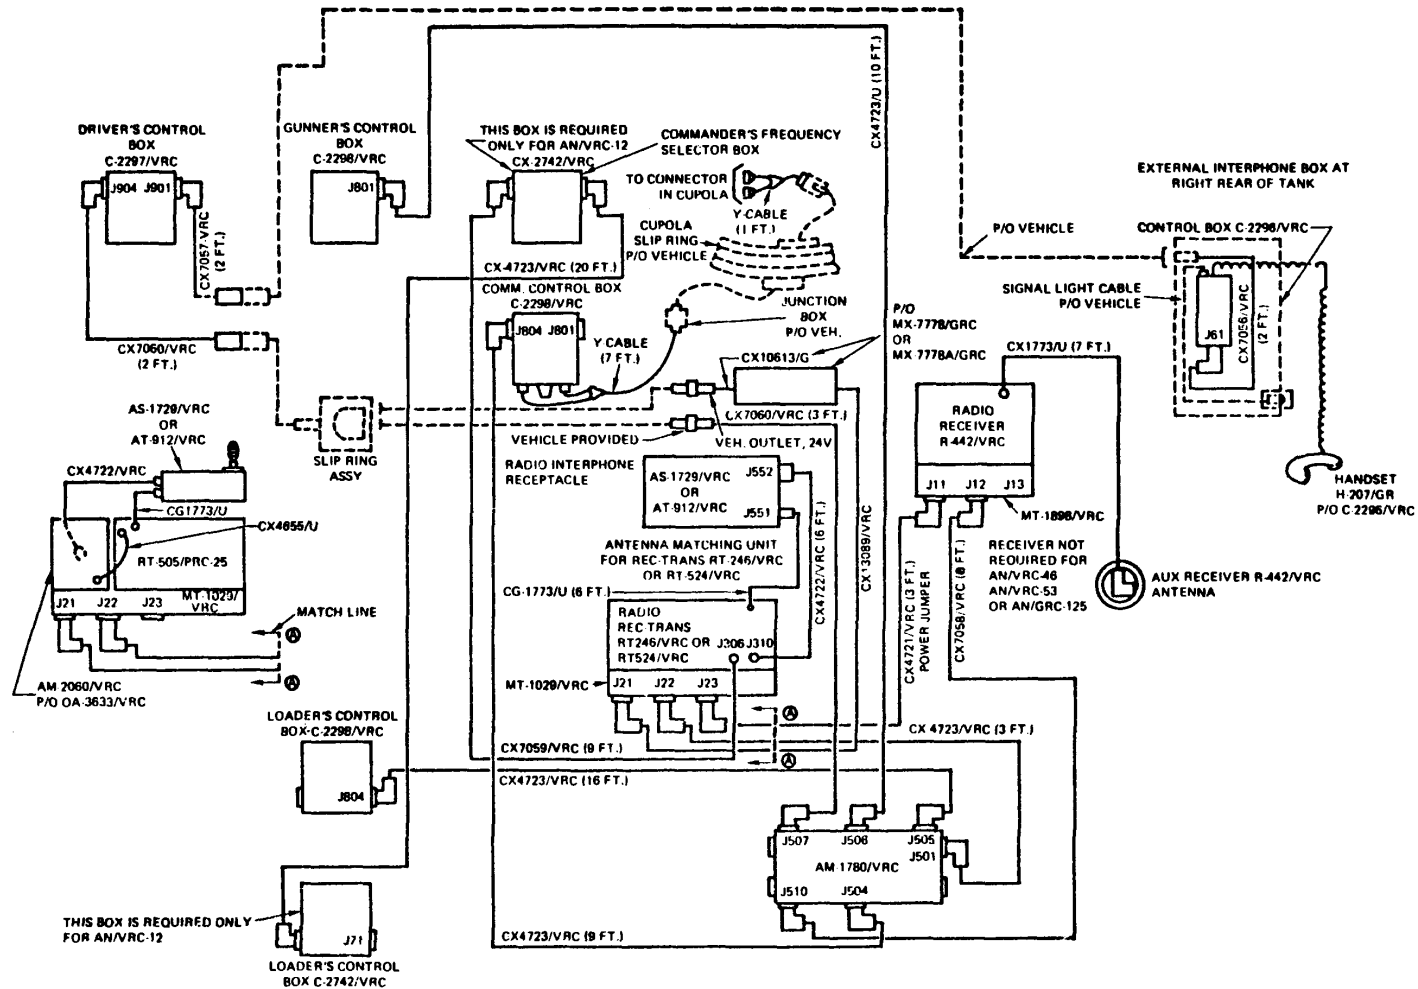 CX4723/U (10 FT.)
DRIVER'S CONTROL
BOX
C-2297/VRC
J904 J901
CX7057-VRC
(2 FT.)
CX7060/VRC
(2 FT.)
GUNNER'S CONTROL
BOX
C-2298/VRC
J801
THIS BOX IS REQUIRED
ONLY FOR AN/VRC-12
CX-2742/VRC
COMMANDER'S FREQUENCY
SELECTOR BOX
TO CONNECTOR
IN CUPOLA
Y-CABLE
(1 FT.)
CUPOLA
SLIP RING
P/O VEHICLE
CX-4723/VRC (20 FT.)
COMM. CONTROL BOX
C-2298/VRC
J804 J801
Y-CABLE
(7 FT.)
JUNCTION
BOX
P/O VEH.
P/O
MX-7778/GRC
OR
MX-7778A/GRC
CX10613/G
CX7060/VRC (3 FT.)
VEHICLE PROVIDED
VEH. OUTLET, 24V
RADIO INTERPHONE
RECEPTACLE
P/O VEHICLE
EXTERNAL INTERPHONE BOX AT
RIGHT REAR OF TANK
CONTROL BOX C-2296/VRC
SIGNAL LIGHT CABLE
P/O VEHICLE
J61
CX7056/VRC
(2 FT.)
HANDSET
H-207/GR
P/O C-2296/VRC
CX1773/U (7 FT.)
RADIO
RECEIVER
R-442/VRC
J11 J12 J13
MT-1898/VRC
RECEIVER NOT
REQUIRED FOR
AN/VRC-46
AN/VRC-53
OR AN/GRC-125
AUX RECEIVER R-442/VRC
ANTENNA
AS-1729/VRC
OR
AT-912/VRC
CX4722/VRC
CG1773/U
CX4655/U
RT-505/PRC-25
MT-1029/
VRC
J21 J22 J23
SLIP RING
ASSY
MATCH LINE
A
A
AM-2060/VRC
P/O OA-3633/VRC
AS-1729/VRC
OR
AT-912/VRC
J552
J551
ANTENNA MATCHING UNIT
FOR REC-TRANS RT-246/VRC
OR RT-524/VRC
CG-1773/U (6 FT.)
CX4722/VRC (6 FT.)
CX13089/VRC
CX4721/VRC (3 FT.)
POWER JUMPER
CX7058/VRC (8 FT.)
RADIO
REC-TRANS
RT246/VRC OR
RT524/VRC
J306 J310
MT-1029/VRC
J21 J22 J23
A
A
CX 4723/VRC (3 FT.)
CX7059/VRC (9 FT.)
CX4723/VRC (16 FT.)
LOADER'S CONTROL
BOX-C-2298/VRC
J804
J507 J506 J505
J501
AM-1780/VRC
J510 J504
THIS BOX IS REQUIRED ONLY
FOR AN/VRC-12
J71
CX4723/VRC (9 FT.)
LOADER'S CONTROL
BOX C-2742/VRC